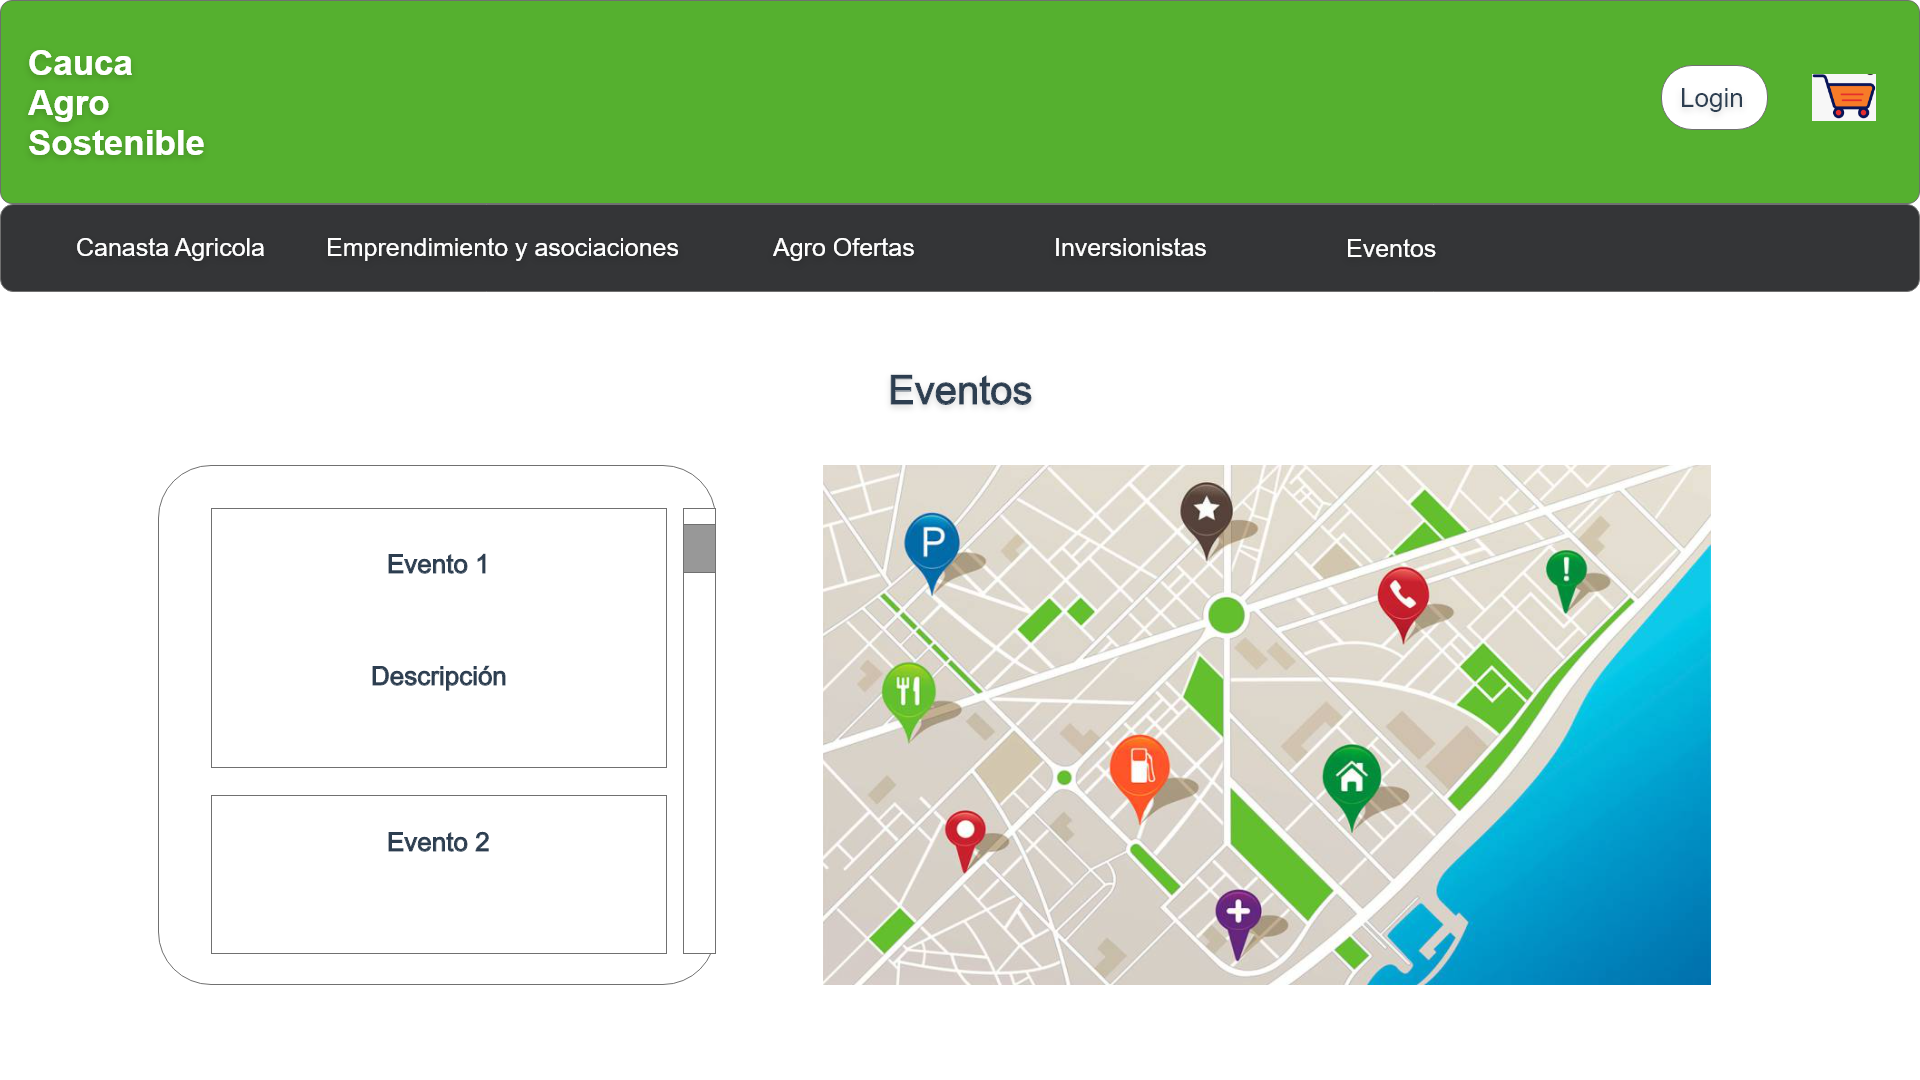 Cauca
Agro
Sostenible
Login
Canasta Agricola
Emprendimiento y asociaciones
Agro Ofertas
Inversionistas
Eventos
Eventos
Evento 1
Descripción
Evento 2
P
!